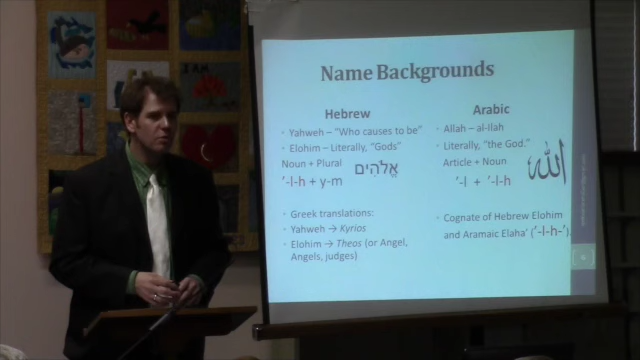 Name Backgrounds
Hebrew
• Yahweh – "Who causes to be"
• Elohim – Literally, "Gods"
Noun + Plural אֱלֹהִים
'-l-h + y-m
• Greek translations:
• Yahweh → Kyrios
• Elohim → Theos (or Angel,
Angels, judges)
Arabic
• Allah – al-Ilah
• Literally, "the God."
Article + Noun الله
'-l + '-l-h
• Cognate of Hebrew Elohim
and Aramaic Elaha' ('-l-h-').
I AM